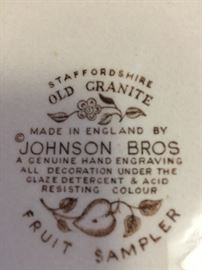 STAFFORDSHIRE
OLD GRANITE
MADE IN ENGLAND BY
© JOHNSON BROS
A GENUINE HAND ENGRAVING
ALL DECORATION UNDER THE
GLAZE DETERGENT & ACID
RESISTING COLOUR
FRUIT SAMPLER